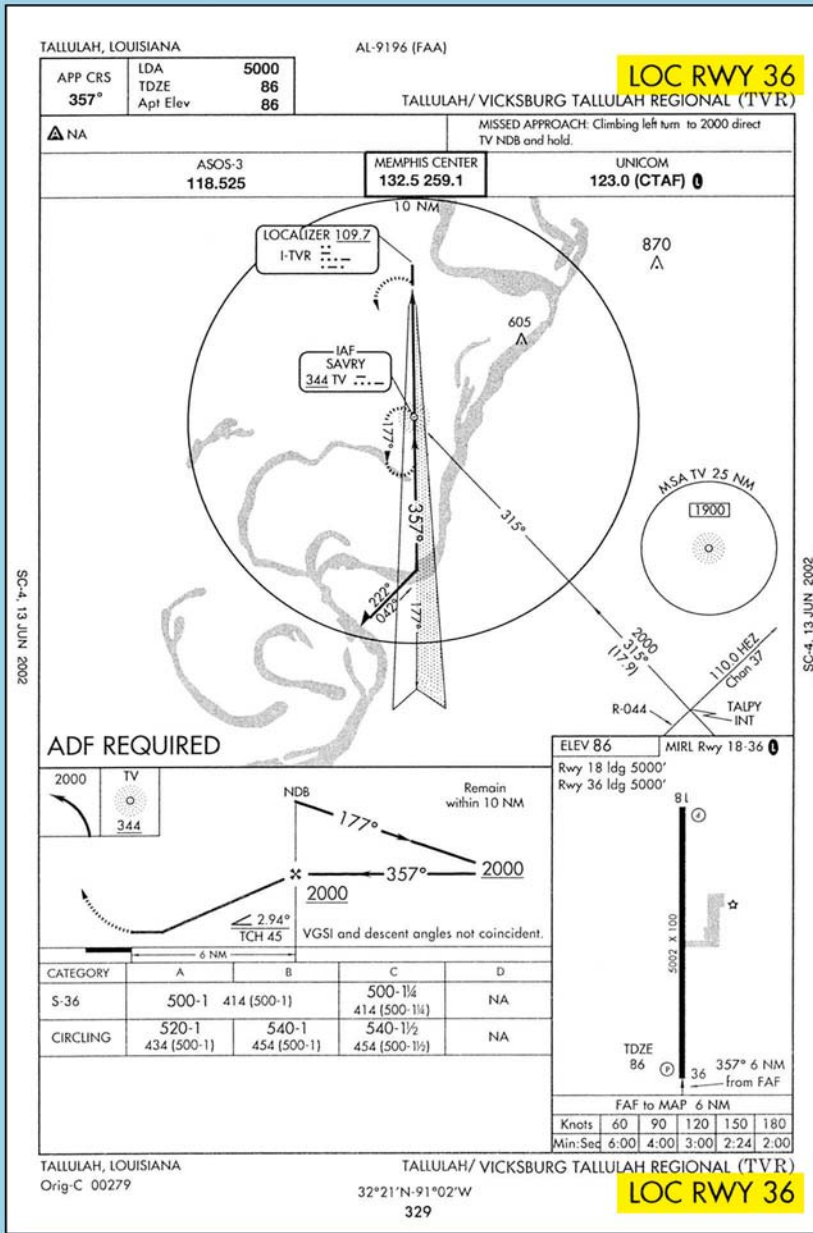 TALLULAH, LOUISIANA
AL-9196 (FAA)
LOC RWY 36
APP CRS
357°
LDA 5000
TDZE 86
Apt Elev 86
TALLULAH/ VICKSBURG TALLULAH REGIONAL (TVR)
A NA
MISSED APPROACH: Climbing left turn to 2000 direct
TV NDB and hold.
ASOS-3
118.525
MEMPHIS CENTER
132.5 259.1
UNICOM
123.0 (CTAF) L
10 NM
LOCALIZER 109.7
I-TVR
870
605
IAF
SAVRY
344 TV
177°
357°
315°
MSA TV 25 NM
1900
222°
042°
177°
2000
315°
(17.9)
110.0 HEZ
Chan 37
R-044
TALPY
INT
SC-4, 13 JUN 2002
SC-4, 13 JUN 2002
ADF REQUIRED
2000
TV
344
NDB
Remain
within 10 NM
177°
357°
2000
2000
2.94°
TCH 45
VGSI and descent angles not coincident.
6 NM
CATEGORY A B C D
S-36 500-1 414 (500-1) 500-1¼ 414 (500-1¼) NA
CIRCLING 520-1 434 (500-1) 540-1 454 (500-1) 540-1½ 454 (500-1½) NA
ELEV 86
MIRL Rwy 18-36 L
Rwy 18 ldg 5000'
Rwy 36 ldg 5000'
18
P
5002 X 100
TDZE
86
P
36
357° 6 NM
from FAF
FAF to MAP 6 NM
Knots 60 90 120 150 180
Min:Sec 6:00 4:00 3:00 2:24 2:00
TALLULAH, LOUISIANA
Orig-C 00279
32°21'N-91°02'W
329
TALLULAH/ VICKSBURG TALLULAH REGIONAL (TVR)
LOC RWY 36